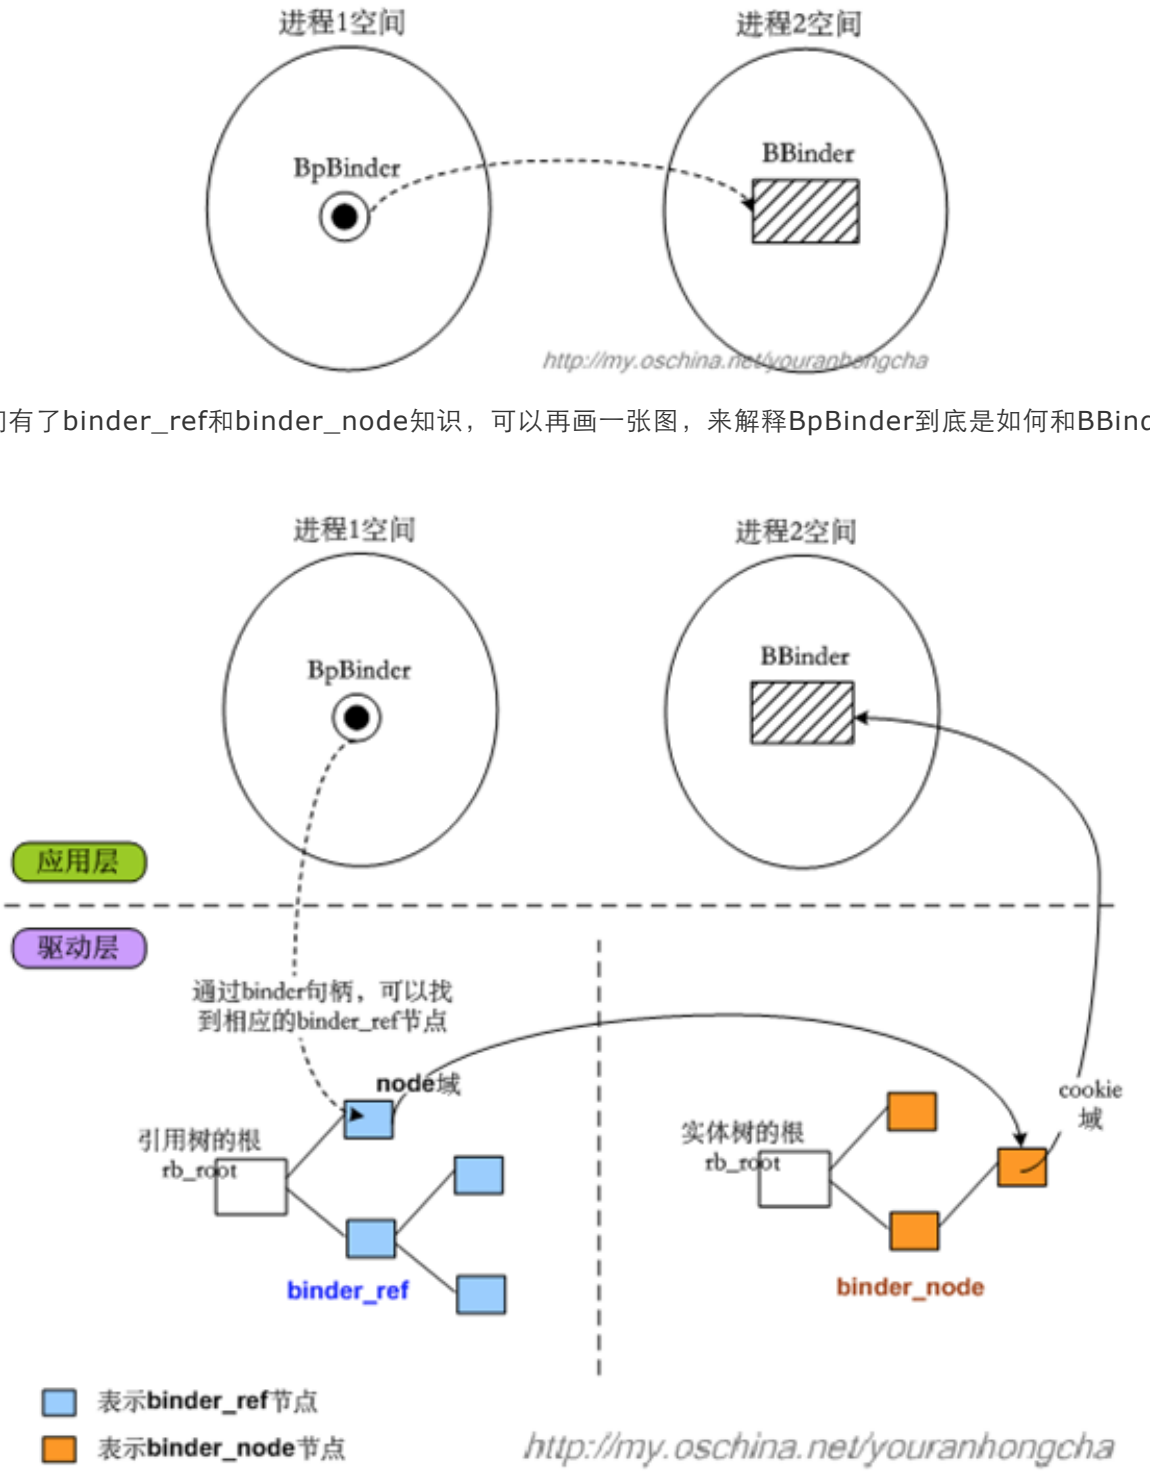 进程1空间
进程2空间
BpBinder
BBinder
http://my.oschina.net/youranhongcha
有了binder_ref和binder_node知识，可以再画一张图，来解释BpBinder到底是如何和BBind
进程1空间
进程2空间
BpBinder
BBinder
应用层
驱动层
通过binder句柄，可以找
到相应的binder_ref节点
node域
cookie
域
引用树的根
rb_root
实体树的根
rb_root
binder_ref
binder_node
表示binder_ref节点
表示binder_node节点
http://my.oschina.net/youranhongcha